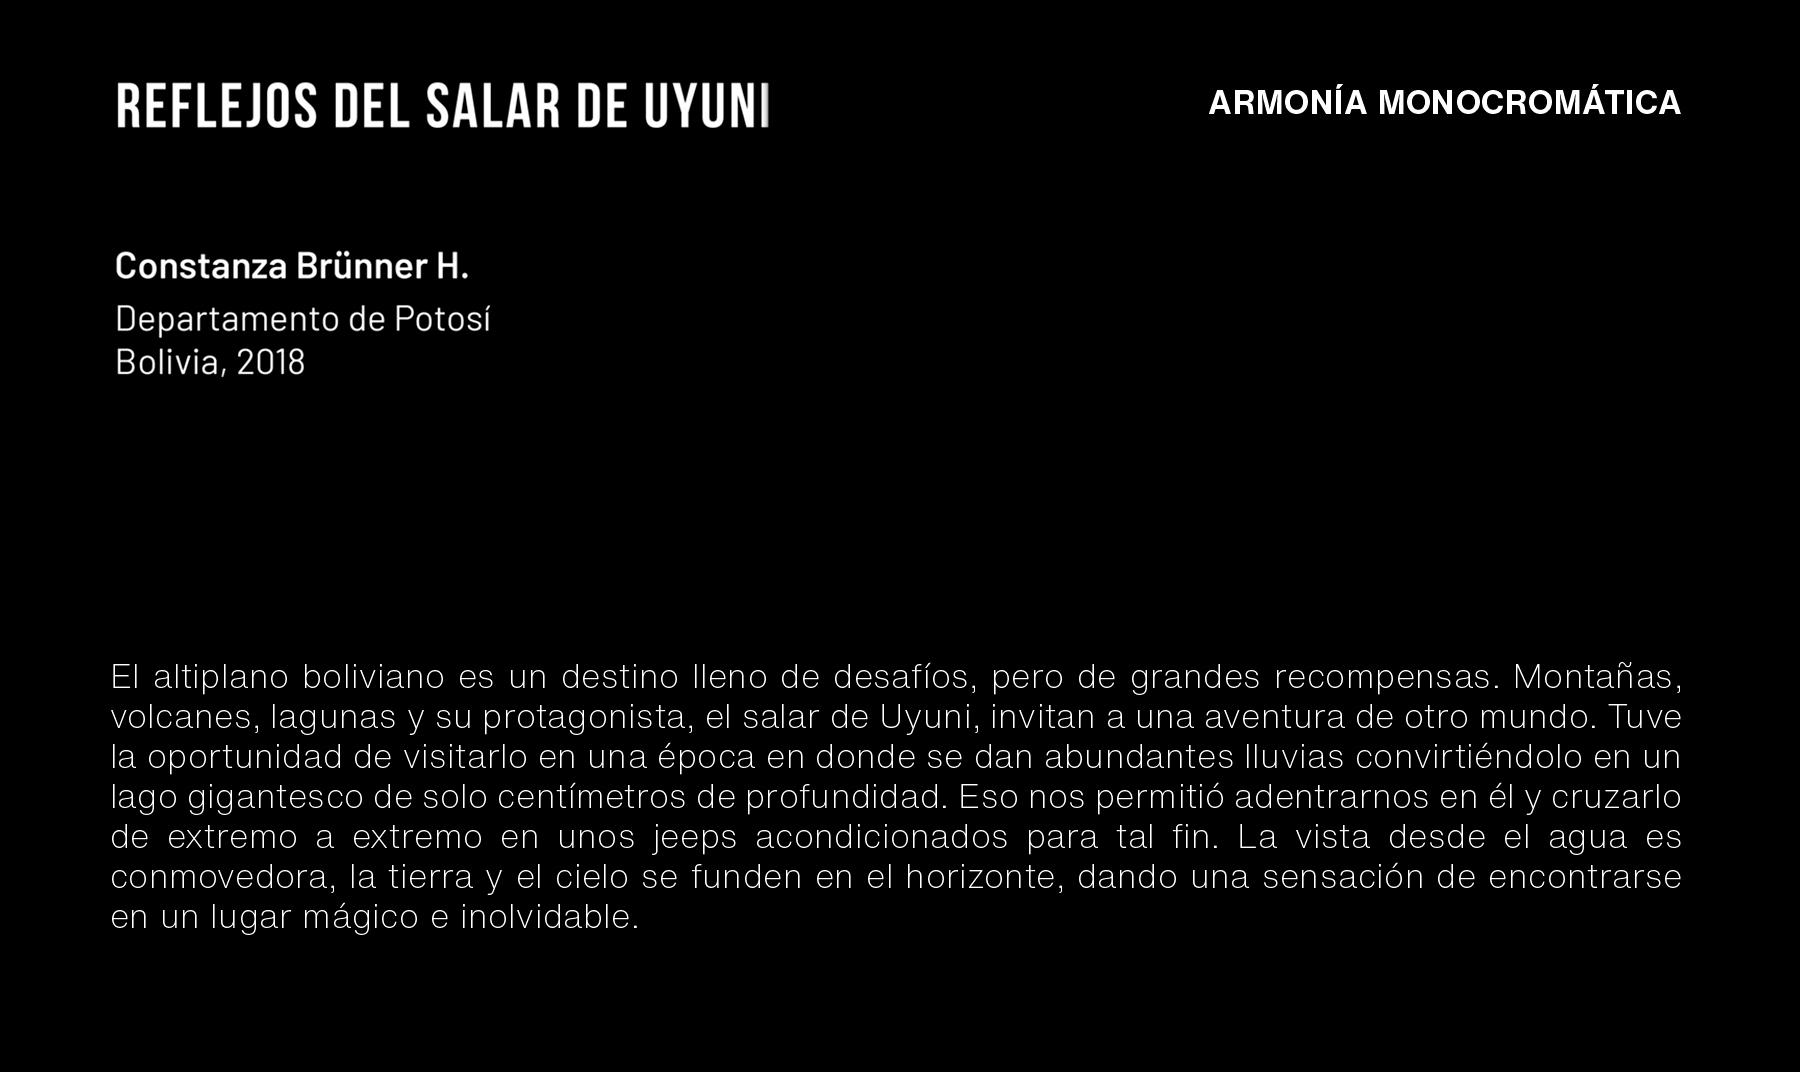 REFLEJOS DEL SALAR DE UYUNI
ARMONÍA MONOCROMÁTICA
Constanza Brünner H.
Departamento de Potosí
Bolivia, 2018
El altiplano boliviano es un destino lleno de desafíos, pero de grandes recompensas. Montañas,
volcanes, lagunas y su protagonista, el salar de Uyuni, invitan a una aventura de otro mundo. Tuve
la oportunidad de visitarlo en una época en donde se dan abundantes lluvias convirtiéndolo en un
lago gigantesco de solo centímetros de profundidad. Eso nos permitió adentrarnos en él y cruzarlo
de extremo a extremo en unos jeeps acondicionados para tal fin. La vista desde el agua es
conmovedora, la tierra y el cielo se funden en el horizonte, dando una sensación de encontrarse
en un lugar mágico e inolvidable.